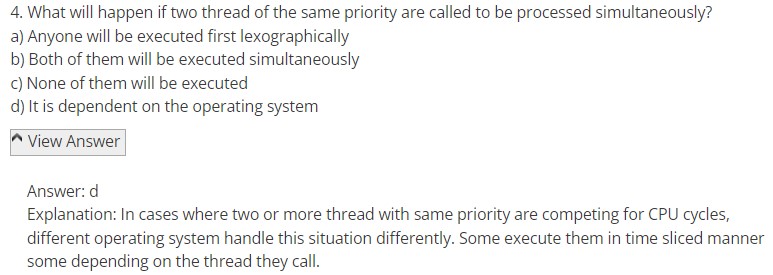 4. What will happen if two thread of the same priority are called to be processed simultaneously?
a) Anyone will be executed first lexographically
b) Both of them will be executed simultaneously
c) None of them will be executed
d) It is dependent on the operating system
View Answer
Answer: d
Explanation: In cases where two or more thread with same priority are competing for CPU cycles,
different operating system handle this situation differently. Some execute them in time sliced manner
some depending on the thread they call.